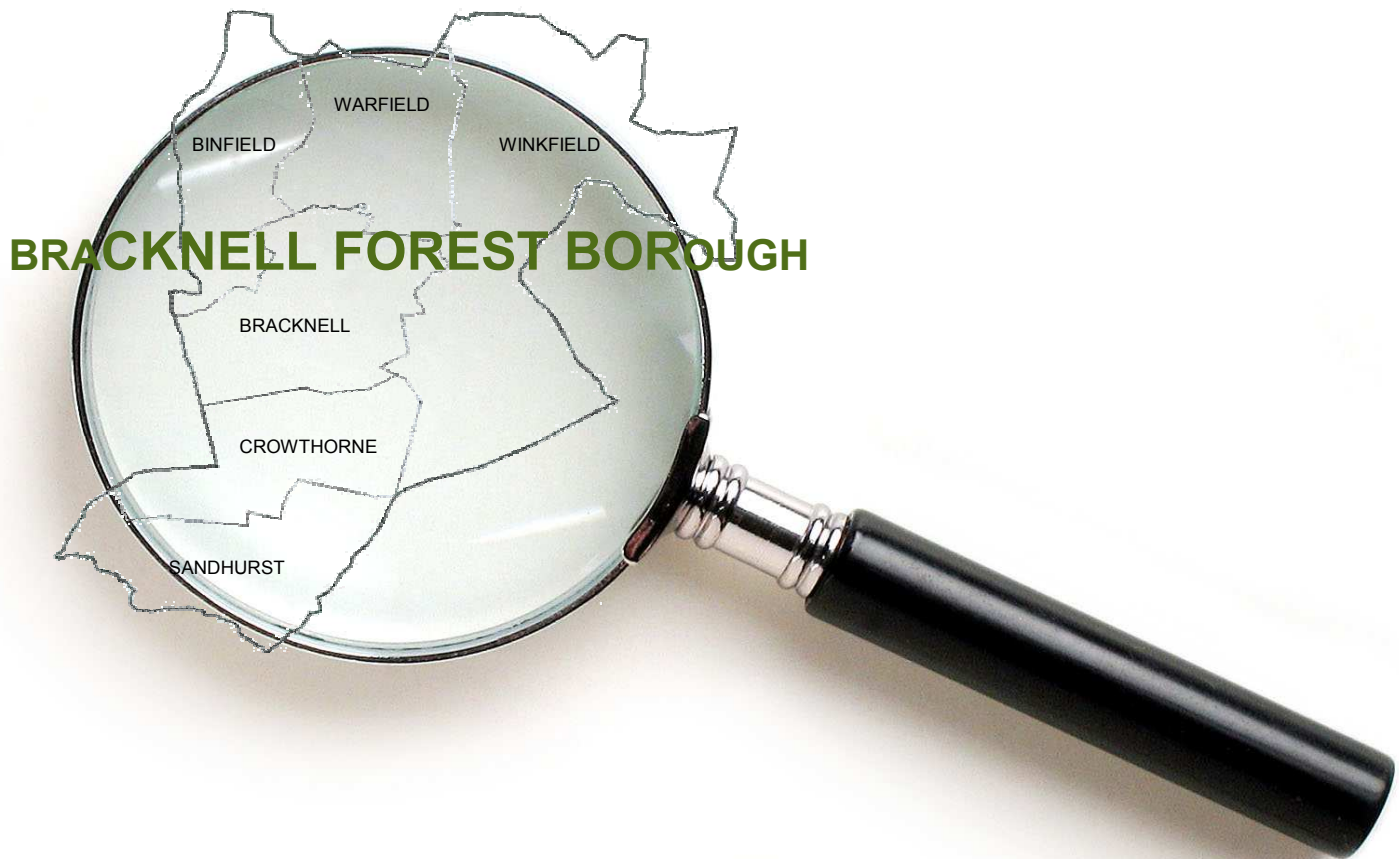 WARFIELD
BINFIELD
WINKFIELD
BRACKNELL FOREST BOROUGH
BRACKNELL
CROWTHORNE
SANDHURST